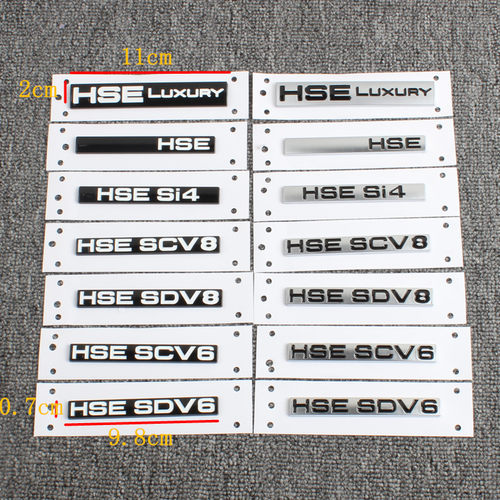 11cm
2cm
HSE LUXURY HSE LUXURY
HSE HSE
HSE Si4 HSE Si4
HSE SCV8 HSE SCV8
HSE SDV8 HSE SDV8
HSE SCV6 HSE SCV6
0.7cm
HSE SDV6 HSE SDV6
9.8cm